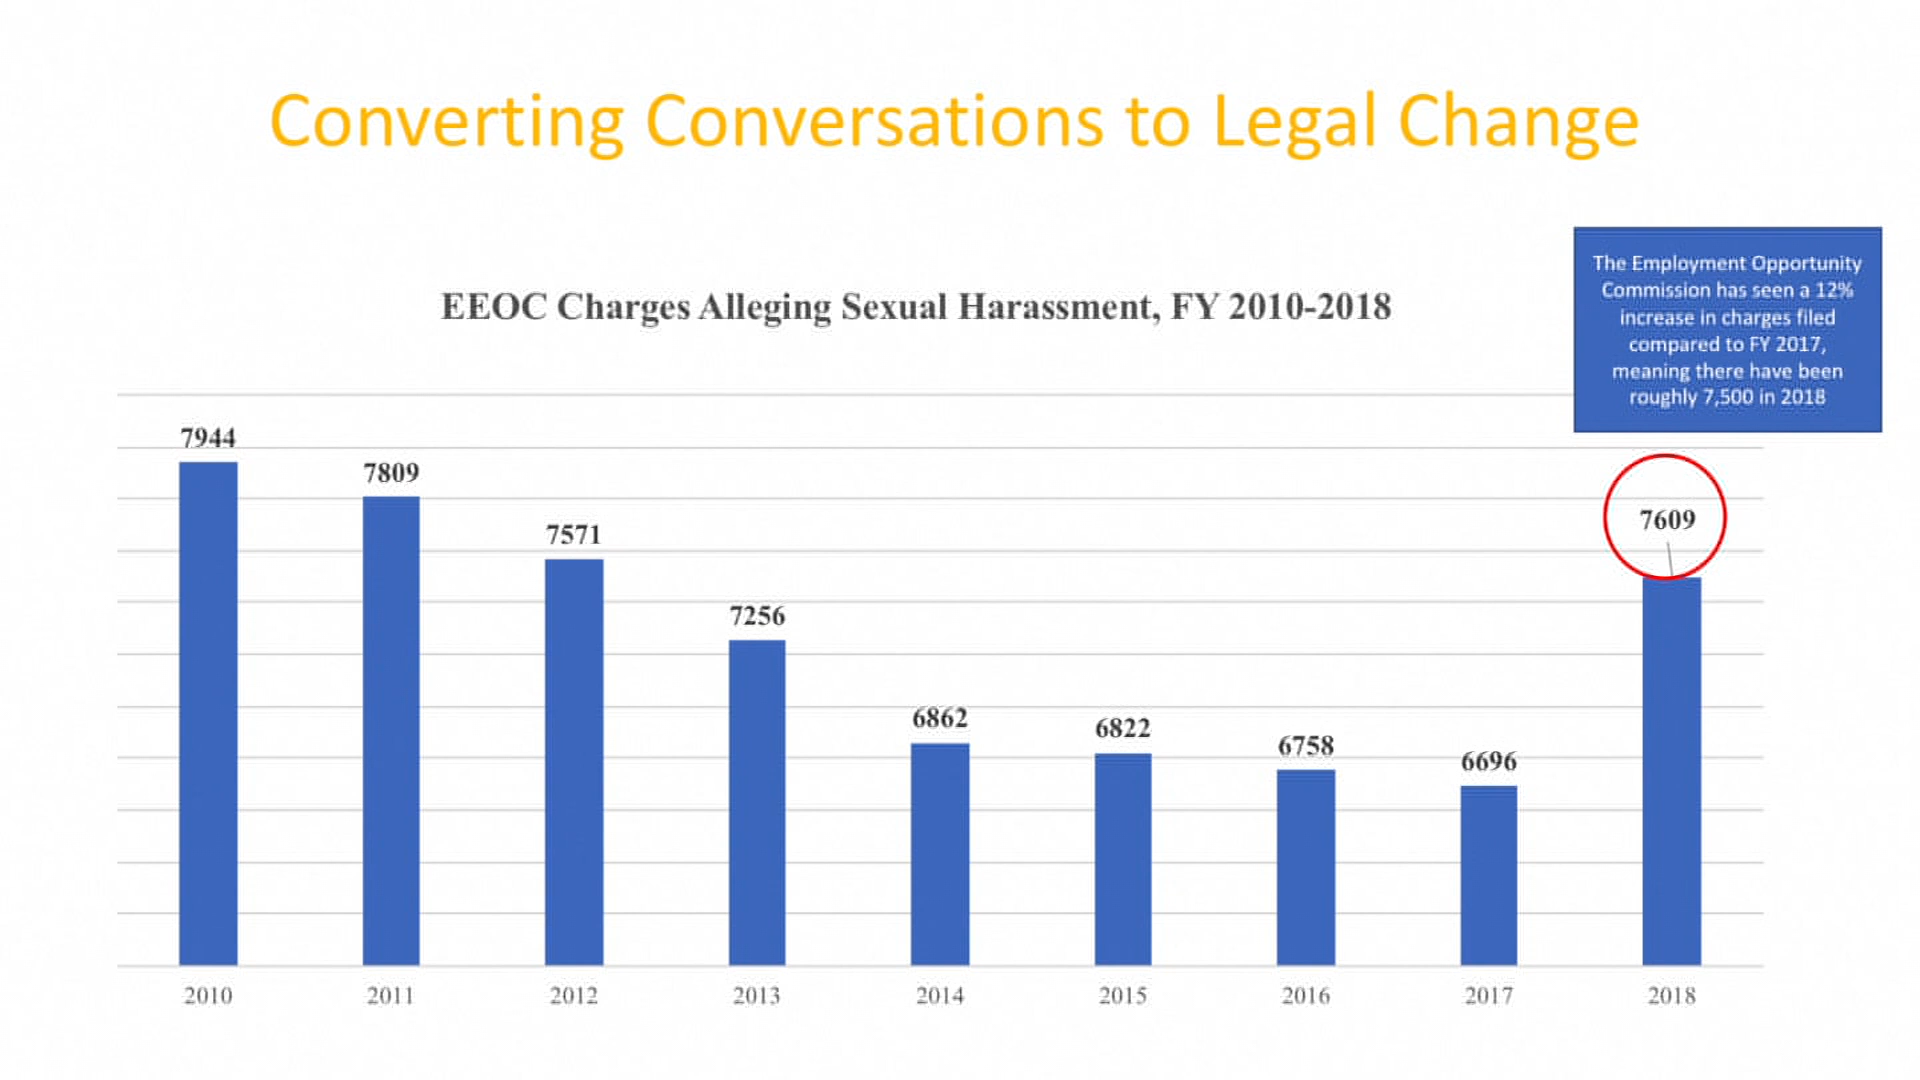 Converting Conversations to Legal Change
The Employment Opportunity
Commission has seen a 12%
increase in charges filed
compared to FY 2017,
meaning there have been
roughly 7,500 in 2018
EEOC Charges Alleging Sexual Harassment, FY 2010-2018
7944
7809
7571
7256
6862
6822
6758
6696
7609
2010
2011
2012
2013
2014
2015
2016
2017
2018